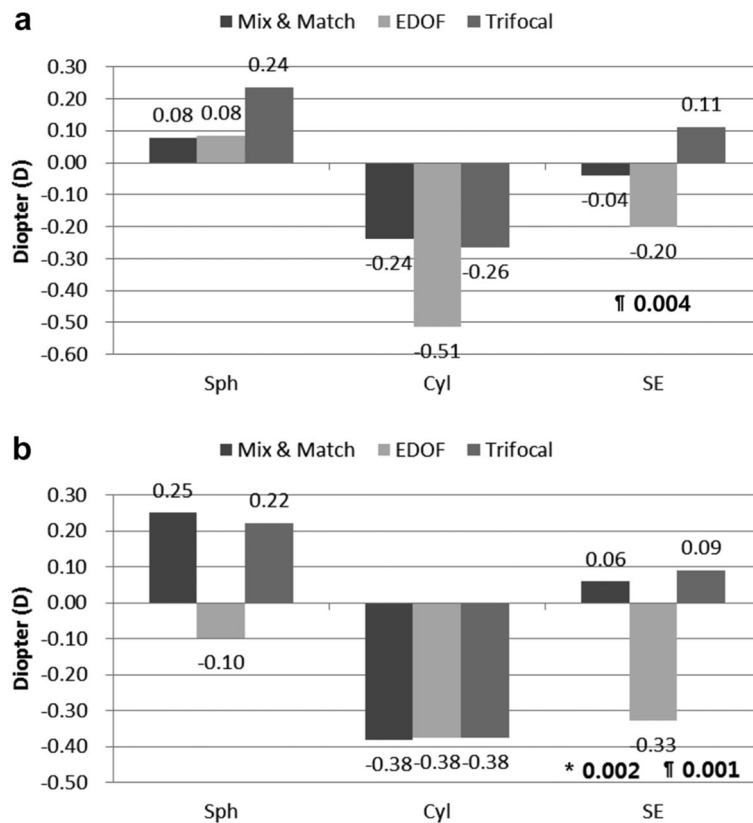 a
Mix & Match EDOF Trifocal
Diopter (D)
0.30
0.20
0.10
0.00
-0.10
-0.20
-0.30
-0.40
-0.50
-0.60
0.08 0.08 0.24
-0.24 -0.51 -0.26
-0.04 -0.20 0.11
¶ 0.004
Sph Cyl SE
b
Mix & Match EDOF Trifocal
Diopter (D)
0.30
0.20
0.10
0.00
-0.10
-0.20
-0.30
-0.40
-0.50
0.25 -0.10 0.22
-0.38 -0.38 -0.38
0.06 -0.33 0.09
* 0.002 ¶ 0.001
Sph Cyl SE